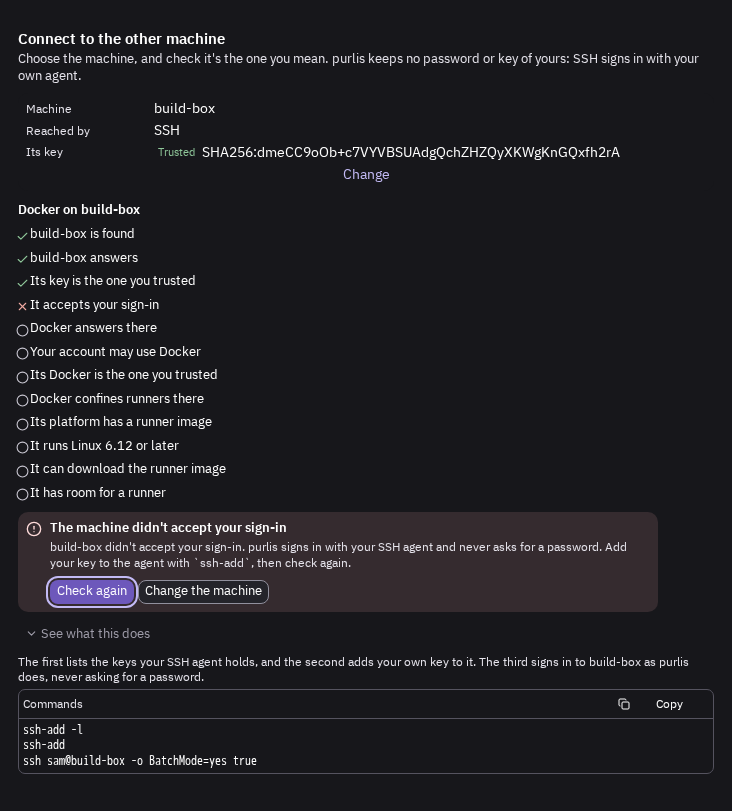 Connect to the other machine
Choose the machine, and check it's the one you mean. purlis keeps no password or key of yours: SSH signs in with your
own agent.
Machine build-box
Reached by SSH
Its key Trusted SHA256:dmeCC9oOb+c7VYVBSUAdgQchZHZQyXKWgKnGQxfh2rA
Change
Docker on build-box
build-box is found
build-box answers
Its key is the one you trusted
It accepts your sign-in
Docker answers there
Your account may use Docker
Its Docker is the one you trusted
Docker confines runners there
Its platform has a runner image
It runs Linux 6.12 or later
It can download the runner image
It has room for a runner
The machine didn't accept your sign-in
build-box didn't accept your sign-in. purlis signs in with your SSH agent and never asks for a password. Add
your key to the agent with `ssh-add`, then check again.
Check again Change the machine
See what this does
The first lists the keys your SSH agent holds, and the second adds your own key to it. The third signs in to build-box as purlis
does, never asking for a password.
Commands Copy
ssh-add -l
ssh-add
ssh sam@build-box -o BatchMode=yes true